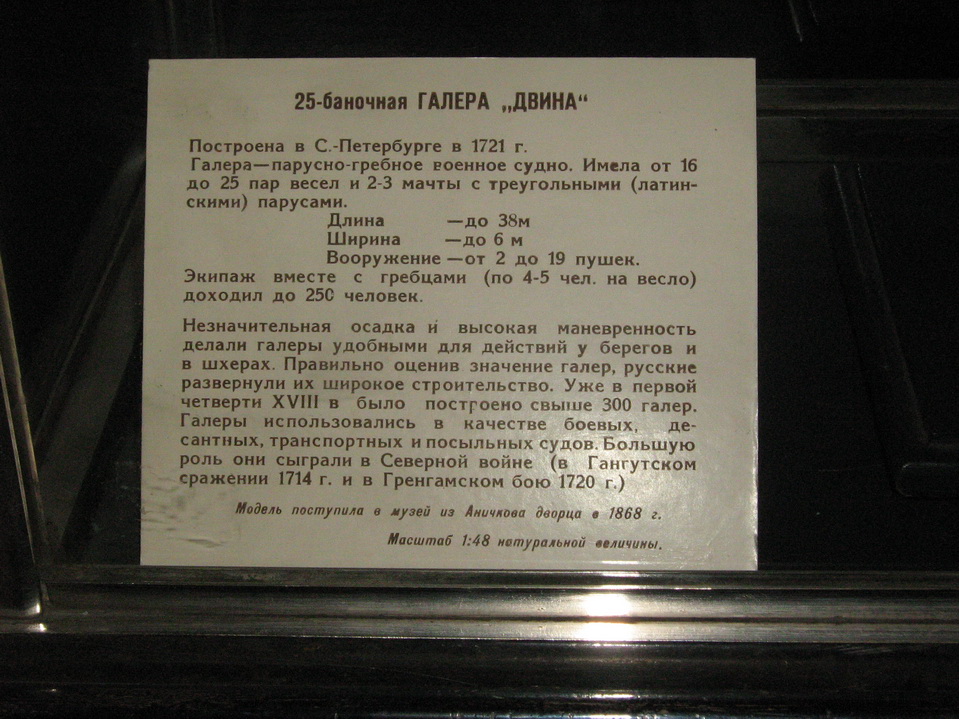 25-баночная ГАЛЕРА „ДВИНА“
Построена в С.-Петербурге в 1721 г.
Галера—парусно-гребное военное судно. Имела от 16
до 25 пар весел и 2-3 мачты с треугольными (латин-
скими) парусами.
Длина —до 38м
Ширина —до 6 м
Вооружение —от 2 до 19 пушек.
Экипаж вместе с гребцами (по 4-5 чел. на весло)
доходил до 250 человек.
Незначительная осадка и высокая маневренность
делали галеры удобными для действий у берегов и
в шхерах. Правильно оценив значение галер, русские
развернули их широкое строительство. Уже в первой
четверти XVIII в было построено свыше 300 галер.
Галеры использовались в качестве боевых, де-
сантных, транспортных и посыльных судов. Большую
роль они сыграли в Северной войне (в Гангутском
сражении 1714 г. и в Гренгамском бою 1720 г.)
Модель поступила в музей из Аничкова дворца в 1868 г.
Масштаб 1:48 натуральной величины.